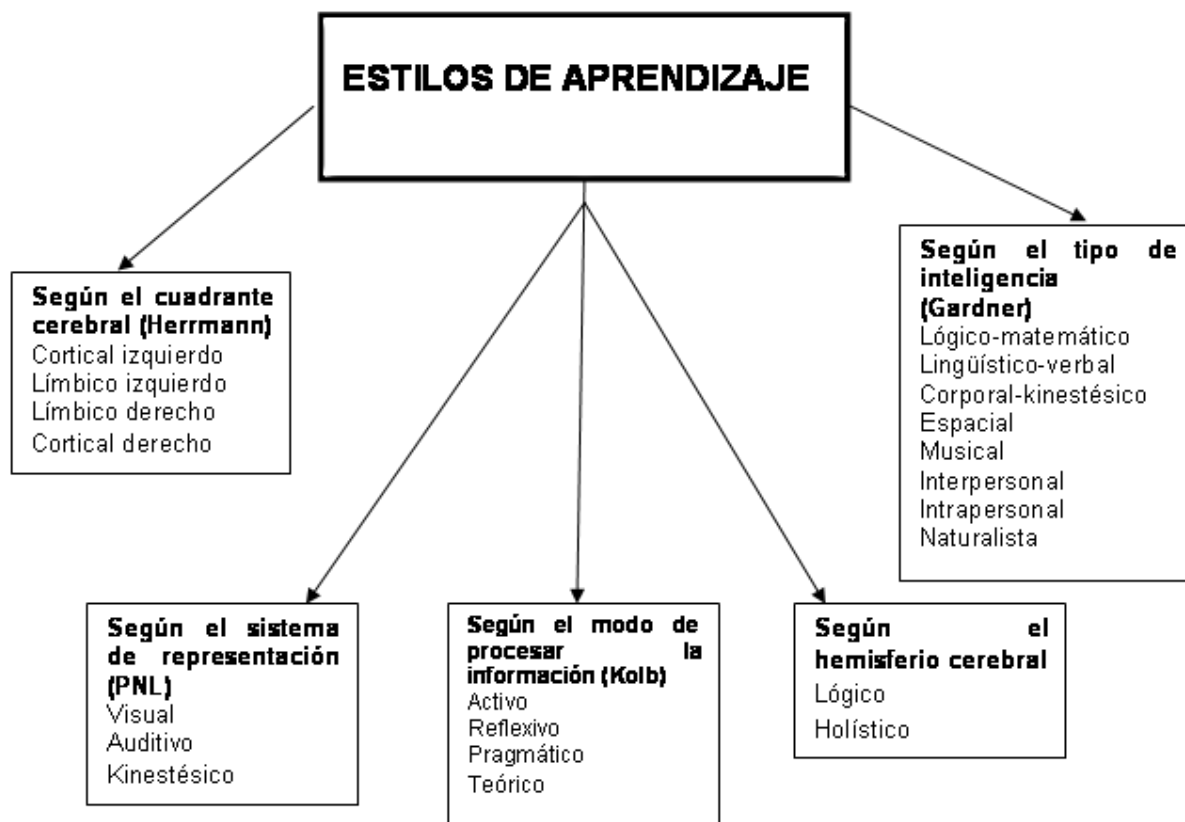 ESTILOS DE APRENDIZAJE
Según el cuadrante
cerebral (Herrmann)
Cortical izquierdo
Límbico izquierdo
Límbico derecho
Cortical derecho
Según el sistema
de representación
(PNL)
Visual
Auditivo
Kinestésico
Según el modo de
procesar la
información (Kolb)
Activo
Reflexivo
Pragmático
Teórico
Según el
hemisferio cerebral
Lógico
Holístico
Según el tipo de
inteligencia
(Gardner)
Lógico-matemático
Lingüístico-verbal
Corporal-kinestésico
Espacial
Musical
Interpersonal
Intrapersonal
Naturalista